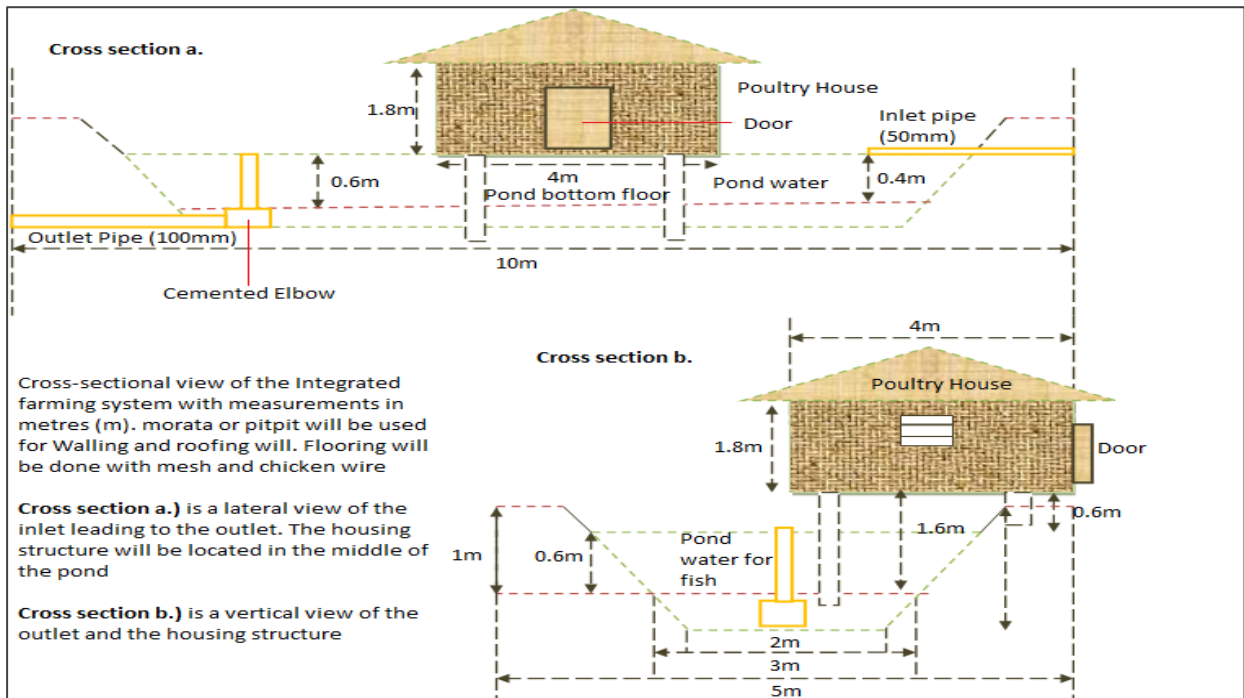 Cross section a.
Poultry House
1.8m
Door
Inlet pipe
(50mm)
0.6m
4m
Pond bottom floor
Pond water
0.4m
Outlet Pipe (100mm)
10m
Cemented Elbow
4m
Cross section b.
Poultry House
1.8m
Door
Cross-sectional view of the Integrated
farming system with measurements in
metres (m). morata or pitpit will be used
for Walling and roofing will. Flooring will
be done with mesh and chicken wire
Cross section a.) is a lateral view of the
inlet leading to the outlet. The housing
structure will be located in the middle of
the pond
Cross section b.) is a vertical view of the
outlet and the housing structure
1m
0.6m
Pond
water for
fish
1.6m
0.6m
2m
3m
5m